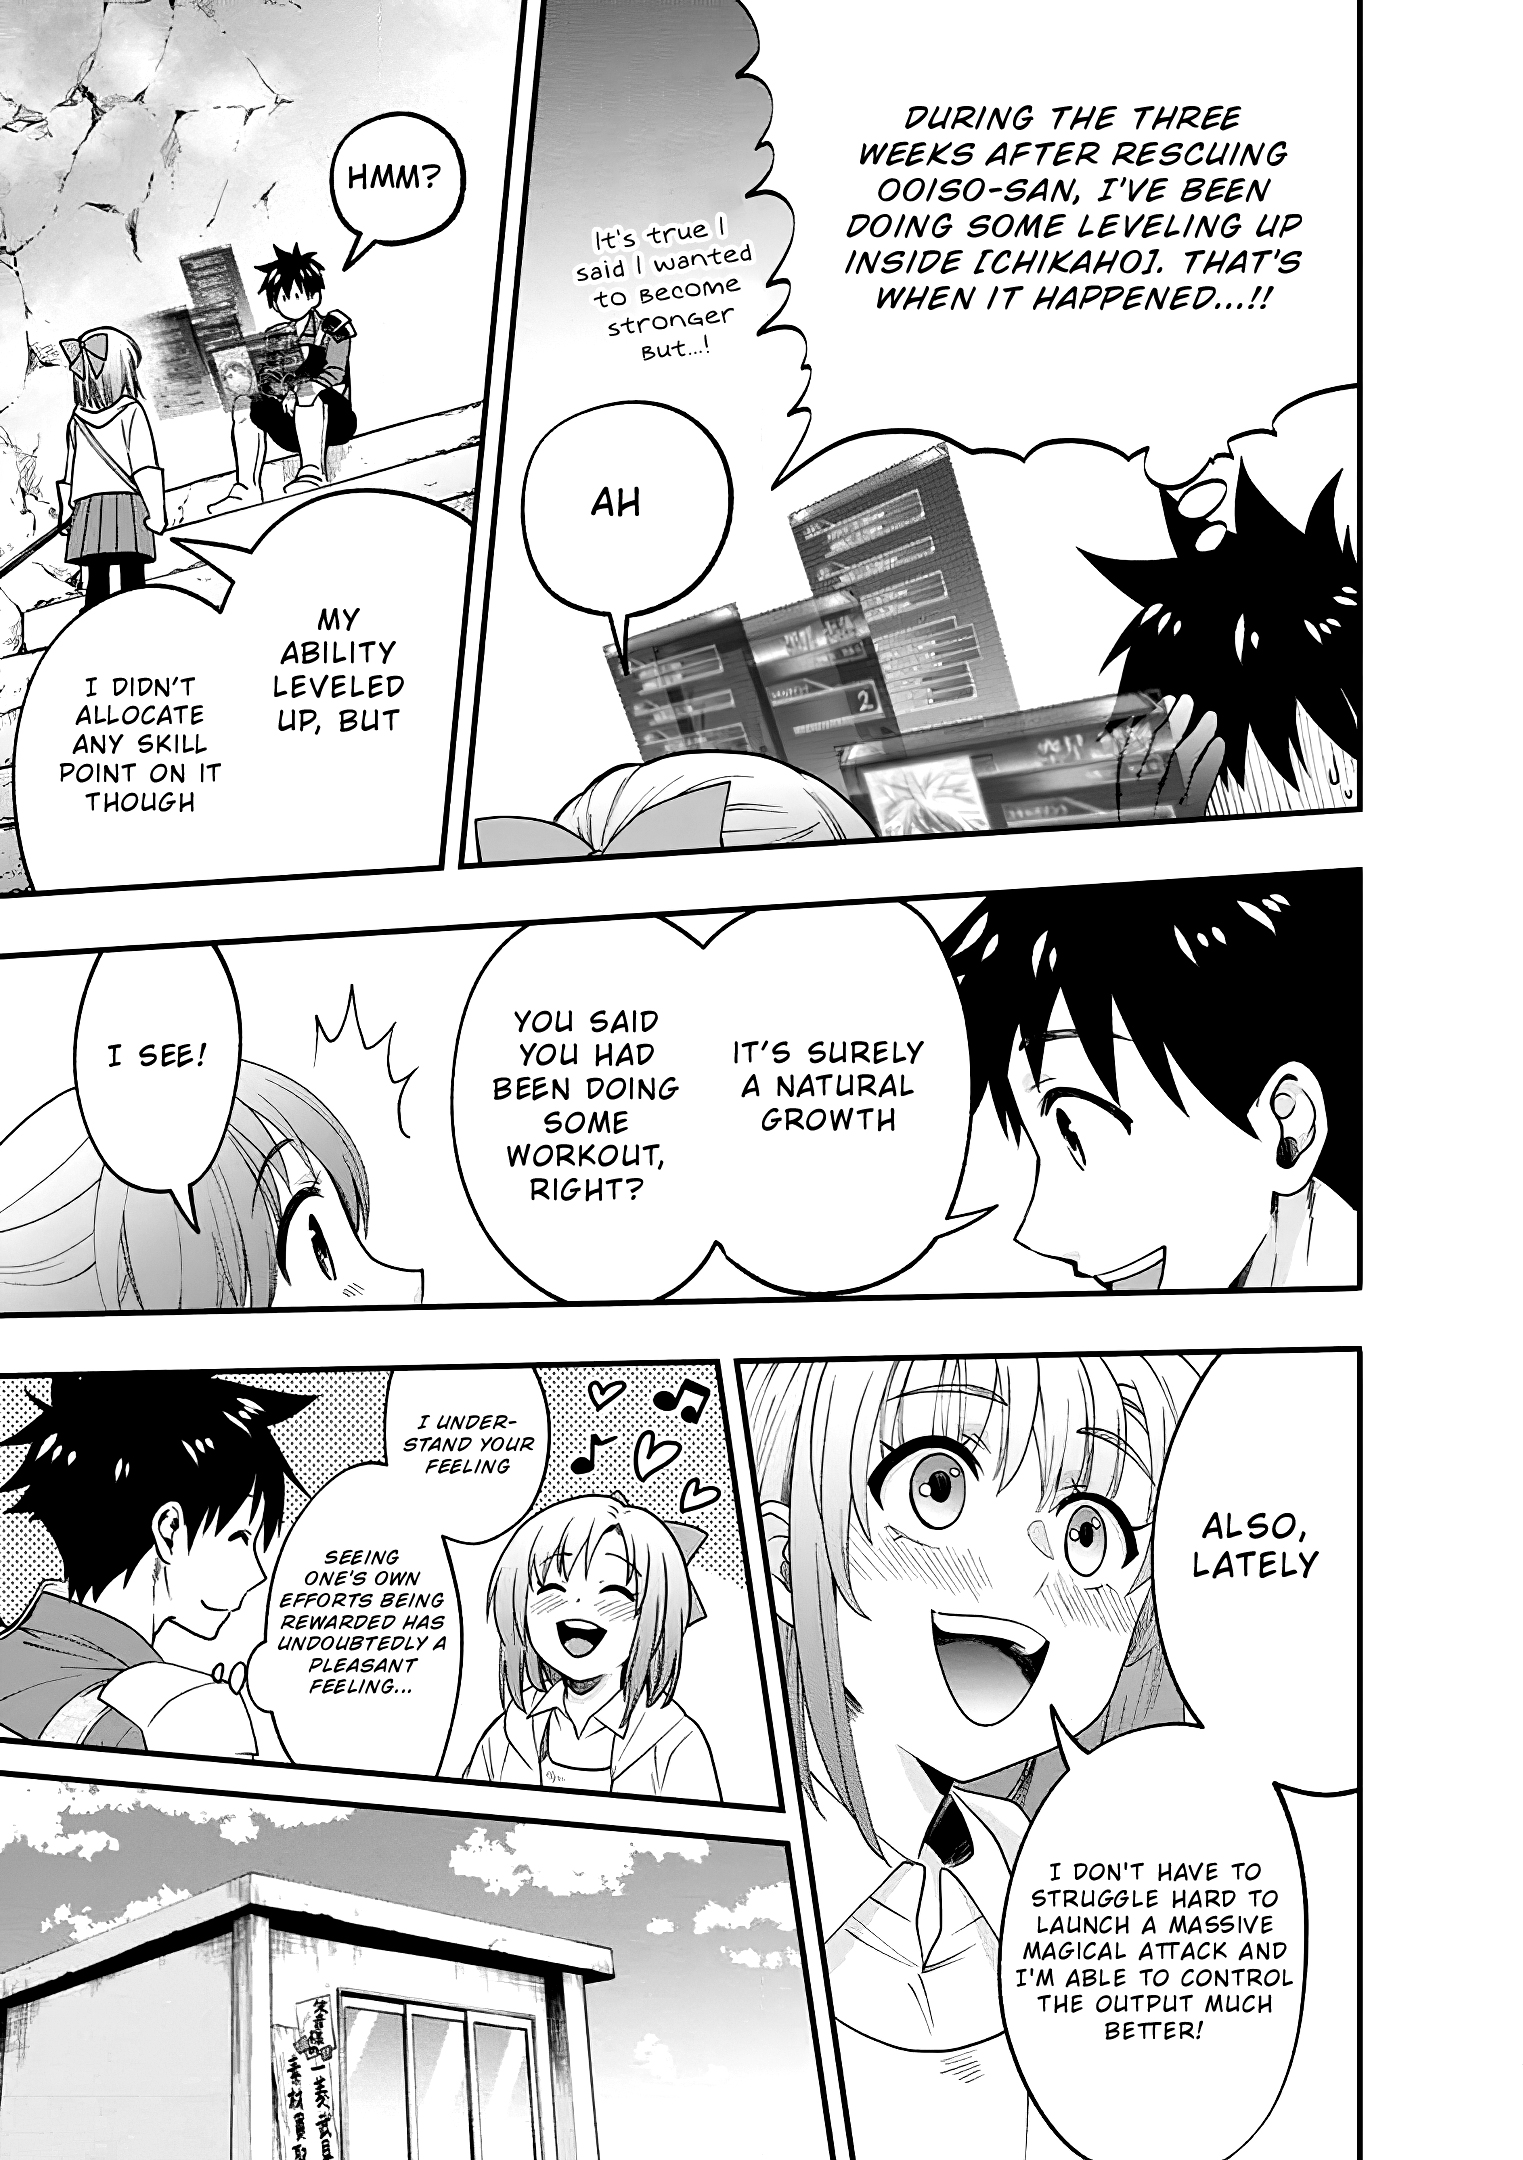 DURING THE THREE
WEEKS AFTER RESCUING
OOISO-SAN, I'VE BEEN
DOING SOME LEVELING UP
INSIDE [CHIKAHO]. THAT'S
WHEN IT HAPPENED...!!
It's true I
said I wanted
to Become
stronger
But...!
AH
2
HMM?
MY
ABILITY
LEVELED
UP, BUT
I DIDN'T
ALLOCATE
ANY SKILL
POINT ON IT
THOUGH
IT'S SURELY
A NATURAL
GROWTH
YOU SAID
YOU HAD
BEEN DOING
SOME
WORKOUT,
RIGHT?
I SEE!
ALSO,
LATELY
I DON'T HAVE TO
STRUGGLE HARD TO
LAUNCH A MASSIVE
MAGICAL ATTACK AND
I'M ABLE TO CONTROL
THE OUTPUT MUCH
BETTER!
I UNDER-
STAND YOUR
FEELING
SEEING
ONE'S OWN
EFFORTS BEING
REWARDED HAS
UNDOUBTEDLY A
PLEASANT
FEELING...
素材買取